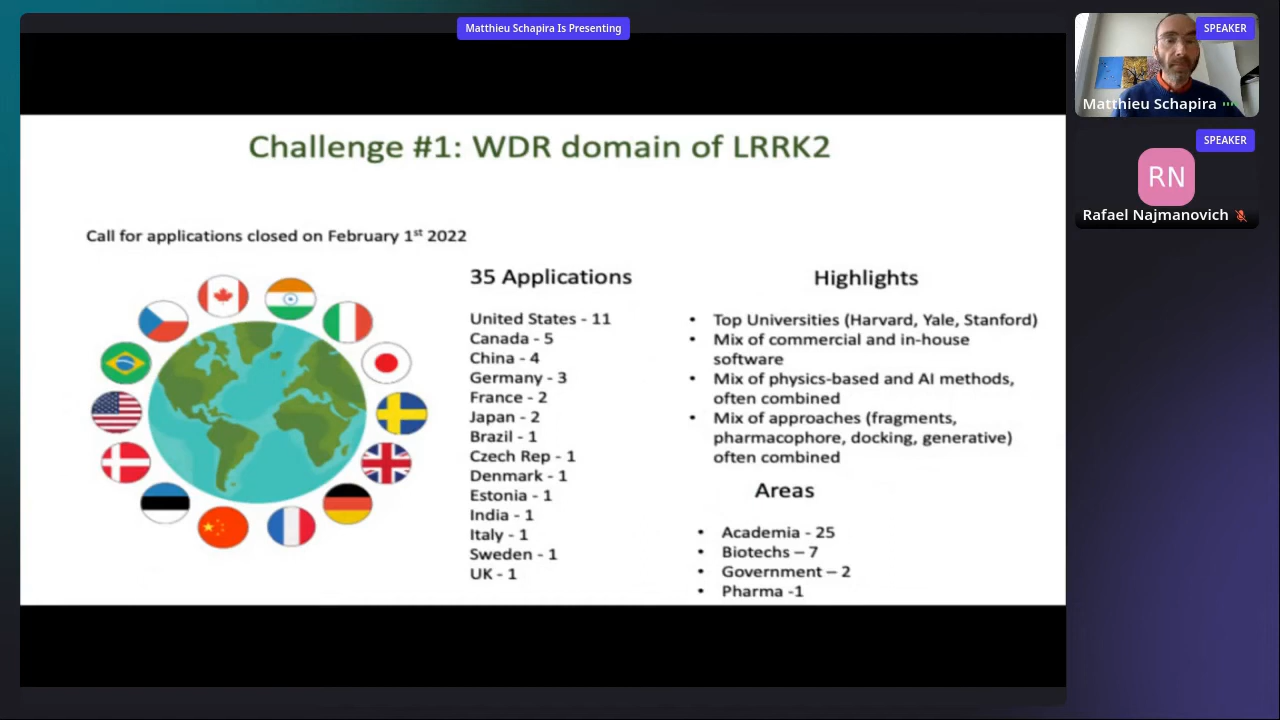 Matthieu Schapira Is Presenting
SPEAKER
Matthieu Schapira
SPEAKER
RN
Rafael Najmanovich
Challenge #1: WDR domain of LRRK2
Call for applications closed on February 1st 2022
35 Applications
United States - 11
Canada - 5
China - 4
Germany - 3
France - 2
Japan - 2
Brazil - 1
Czech Rep - 1
Denmark - 1
Estonia - 1
India - 1
Italy - 1
Sweden - 1
UK - 1
Highlights
• Top Universities (Harvard, Yale, Stanford)
• Mix of commercial and in-house
software
• Mix of physics-based and AI methods,
often combined
• Mix of approaches (fragments,
pharmacophore, docking, generative)
often combined
Areas
• Academia - 25
• Biotechs – 7
• Government – 2
• Pharma -1